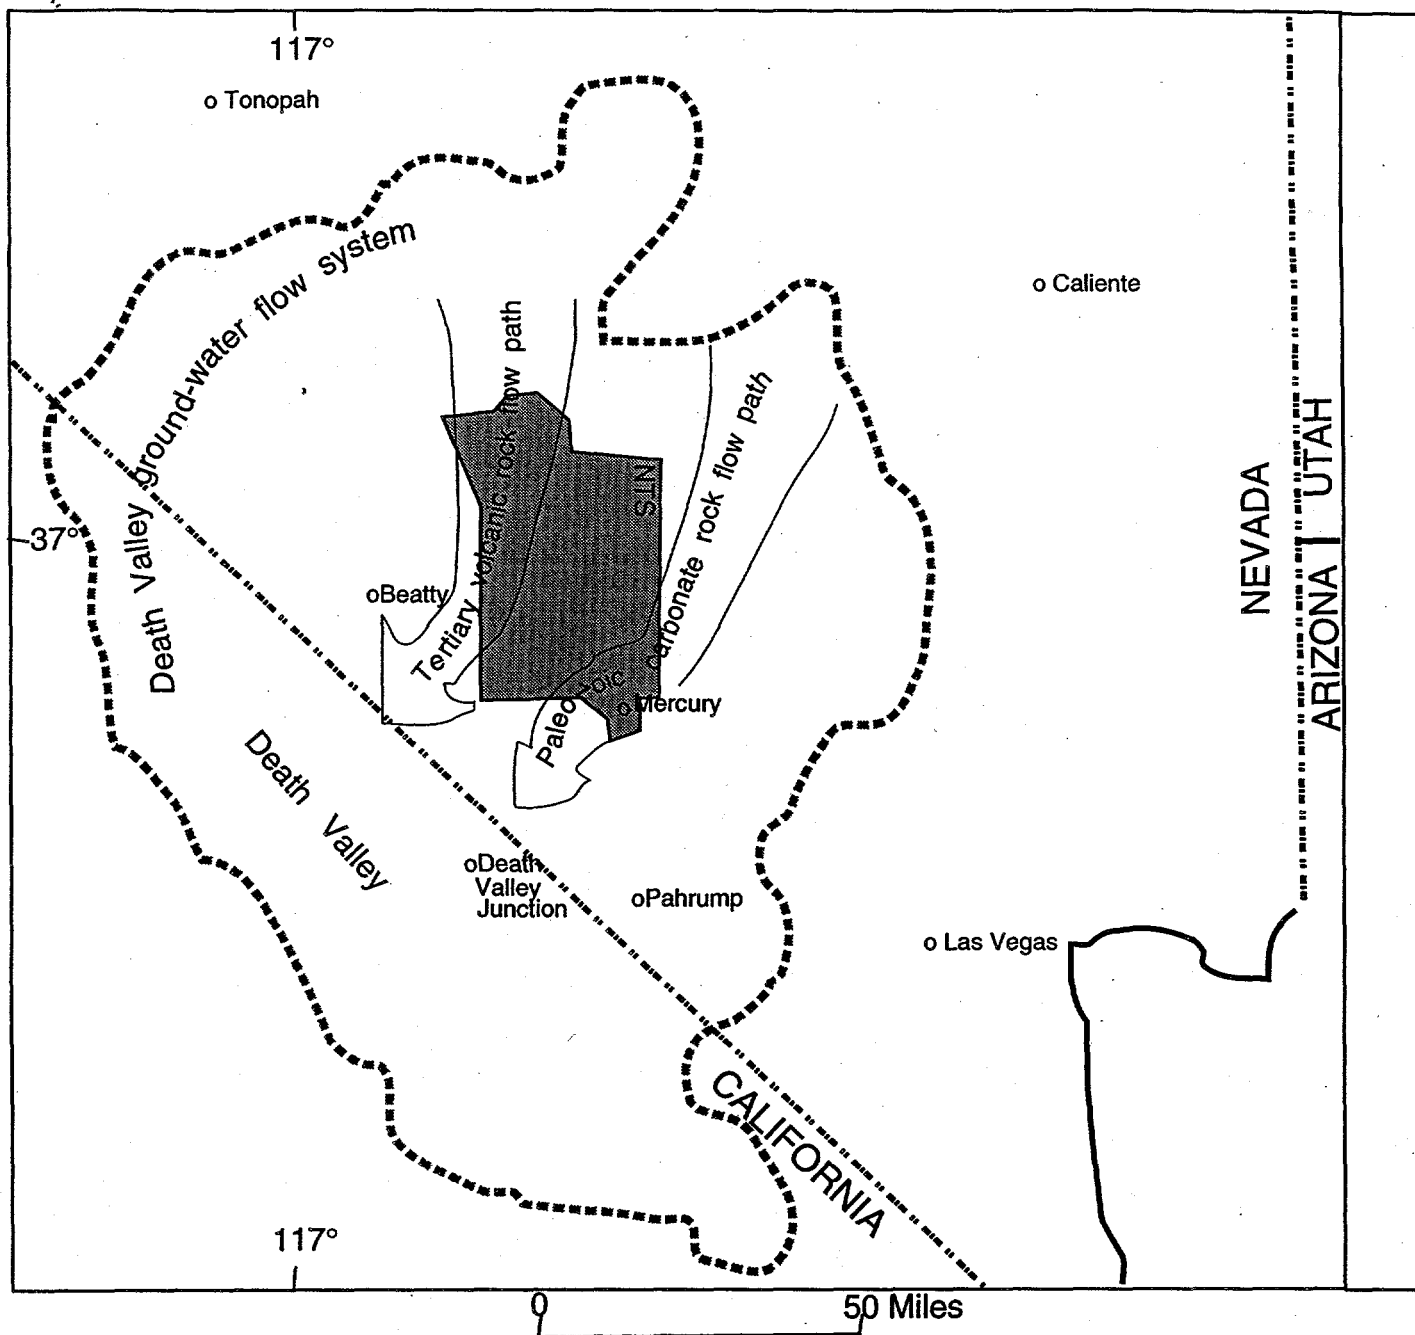 117°
o Tonopah
Death Valley ground-water flow system
o Caliente
Tertiary volcanic rock flow path
Paleozoic carbonate rock flow path
NTS
NEVADA
UTAH
ARIZONA
37°
oBeatty
o Mercury
Death Valley
oDeath
Valley
Junction
oPahrump
o Las Vegas
CALIFORNIA
117°
0 50 Miles